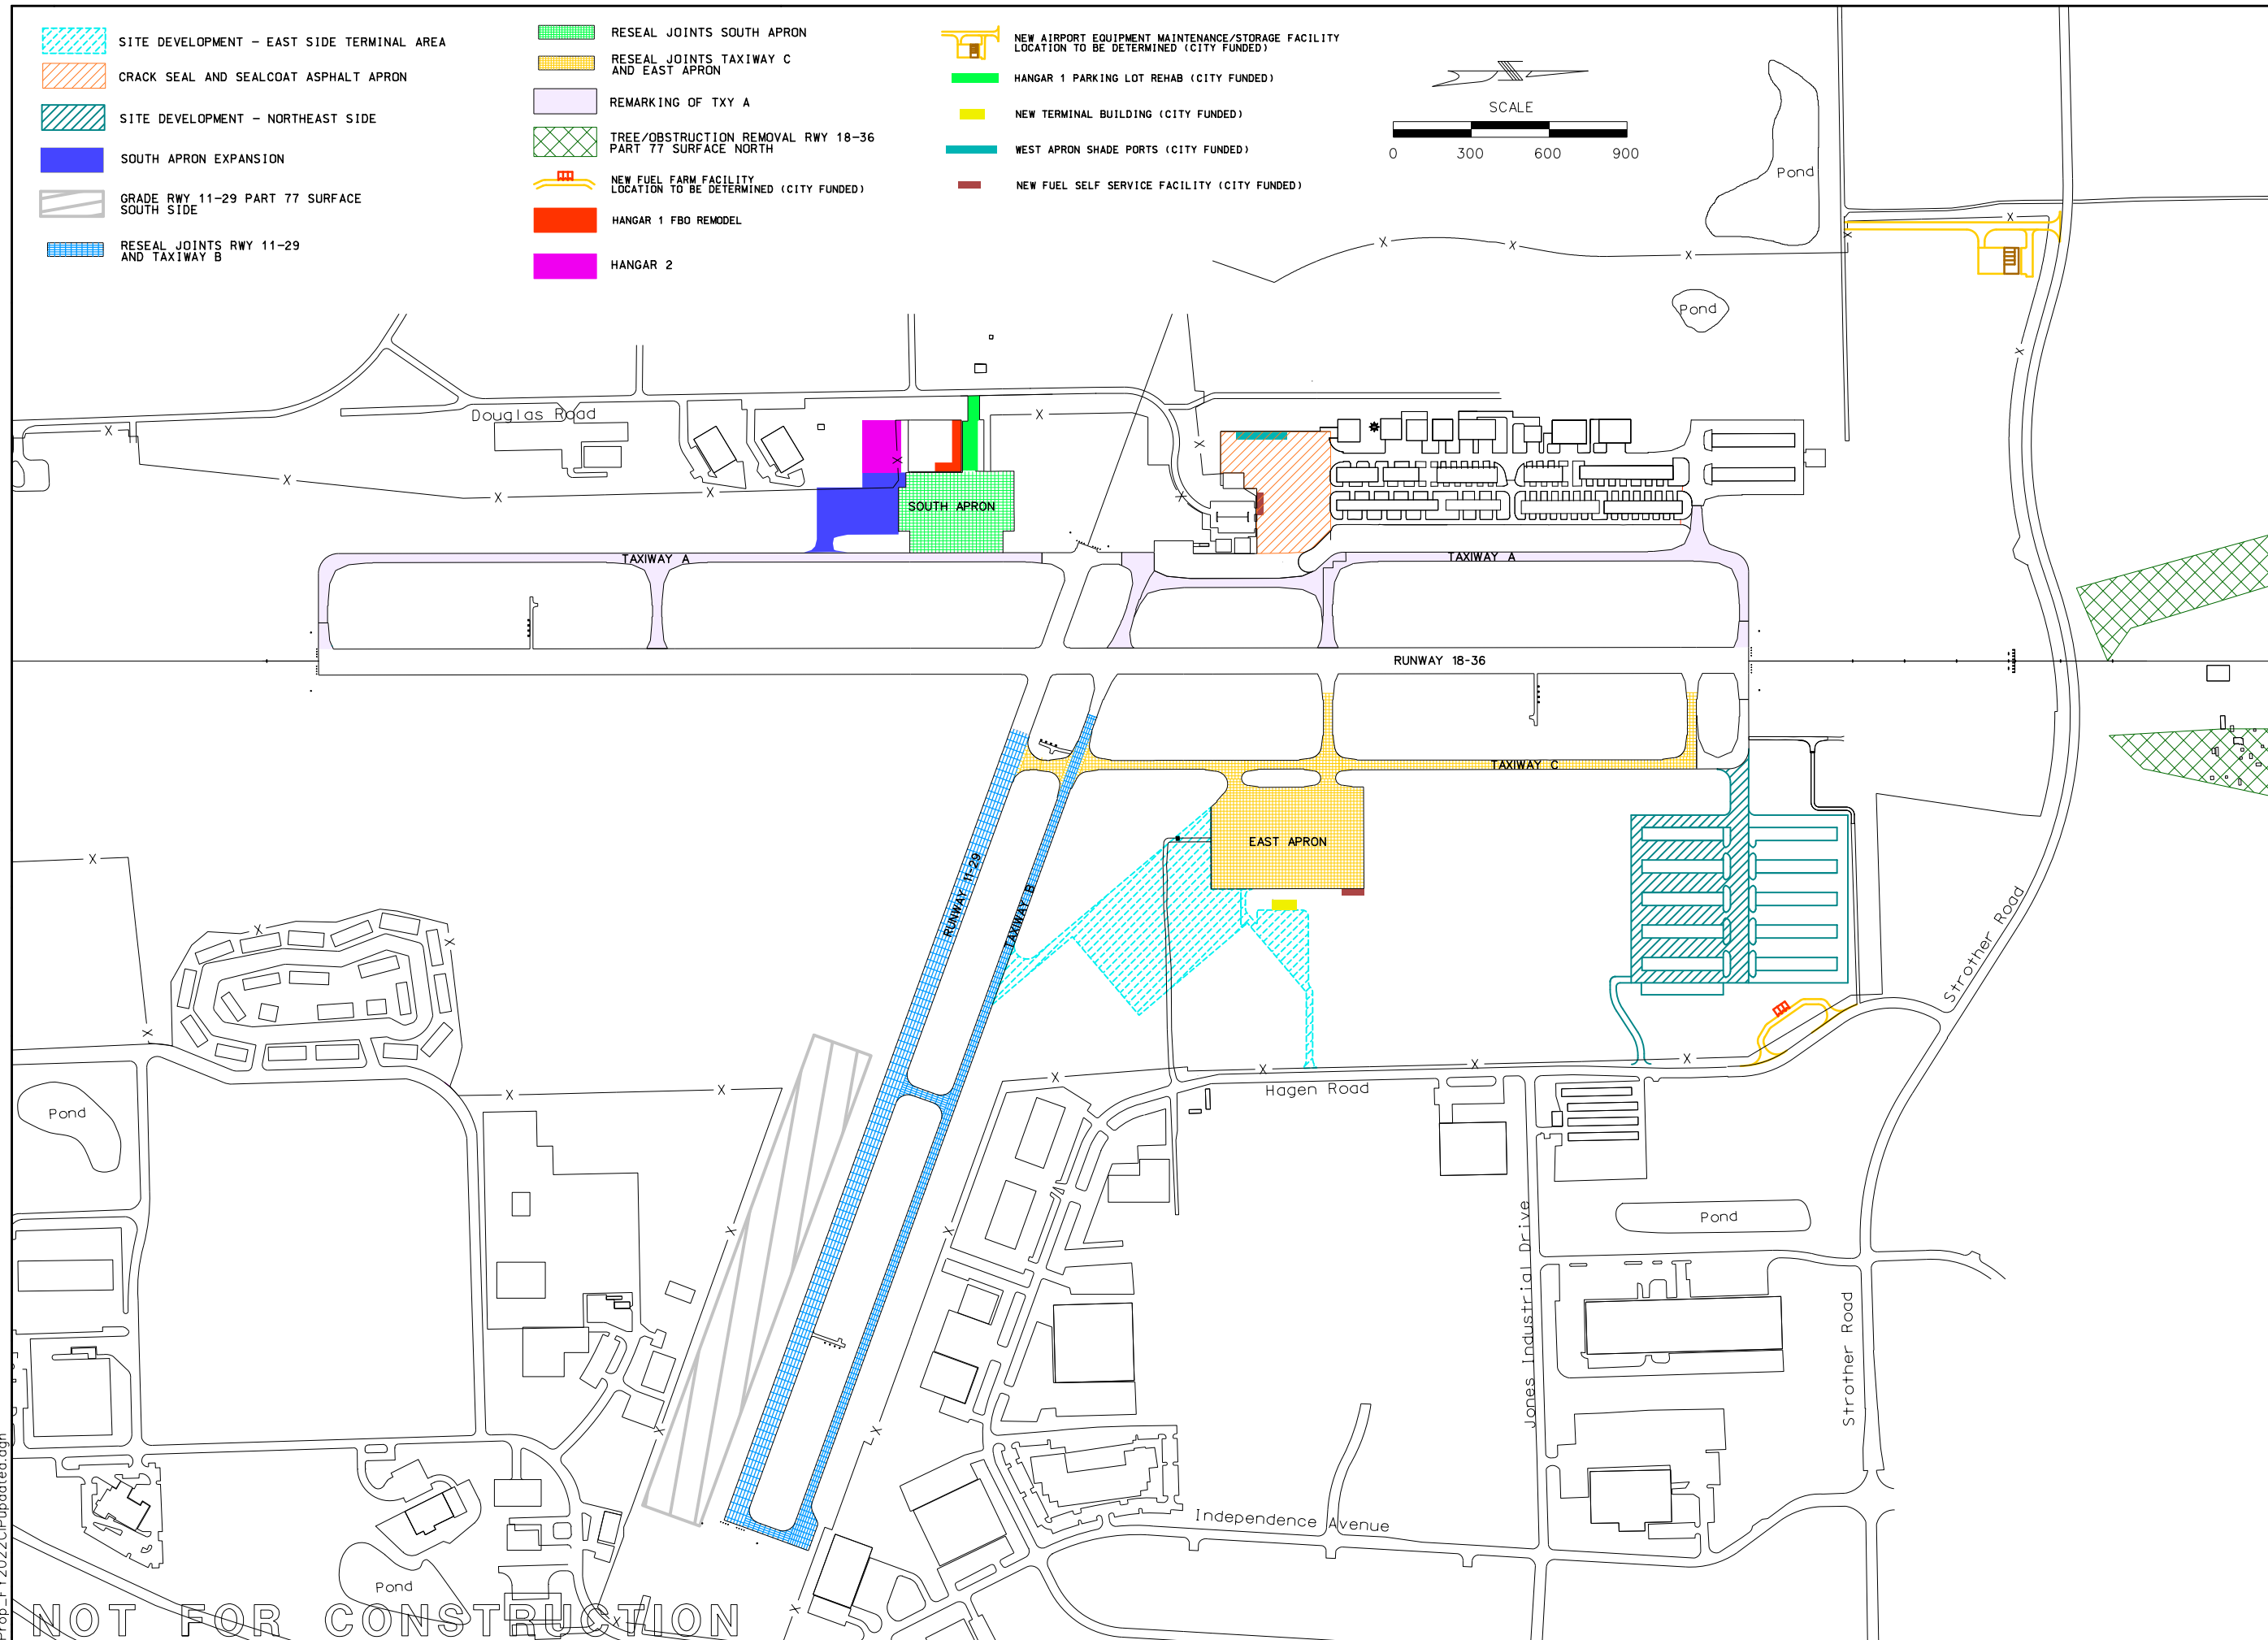 SITE DEVELOPMENT - EAST SIDE TERMINAL AREA
CRACK SEAL AND SEALCOAT ASPHALT APRON
SITE DEVELOPMENT - NORTHEAST SIDE
SOUTH APRON EXPANSION
GRADE RWY 11-29 PART 77 SURFACE
SOUTH SIDE
RESEAL JOINTS RWY 11-29
AND TAXIWAY B
RESEAL JOINTS SOUTH APRON
RESEAL JOINTS TAXIWAY C
AND EAST APRON
REMARKING OF TXY A
TREE/OBSTRUCTION REMOVAL RWY 18-36
PART 77 SURFACE NORTH
NEW FUEL FARM FACILITY
LOCATION TO BE DETERMINED (CITY FUNDED)
HANGAR 1 FBO REMODEL
HANGAR 2
NEW AIRPORT EQUIPMENT MAINTENANCE/STORAGE FACILITY
LOCATION TO BE DETERMINED (CITY FUNDED)
HANGAR 1 PARKING LOT REHAB (CITY FUNDED)
NEW TERMINAL BUILDING (CITY FUNDED)
WEST APRON SHADE PORTS (CITY FUNDED)
NEW FUEL SELF SERVICE FACILITY (CITY FUNDED)
SCALE
0 300 600 900
Pond
Pond
Douglas Road
SOUTH APRON
TAXIWAY A
TAXIWAY A
RUNWAY 18-36
TAXIWAY C
EAST APRON
RUNWAY 11-29
TAXIWAY B
Strother Road
Hagen Road
Pond
Pond
Jones Industrial Drive
Strother Road
Independence Avenue
Pond
NOT FOR CONSTRUCTION
Prop_FY2022CIPupdated.dgn